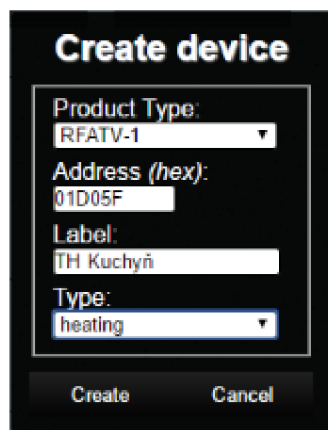 Create device
Product Type:
RFATV-1
Address (hex):
01D05F
Label:
TH Kuchyň
Type:
heating
Create Cancel